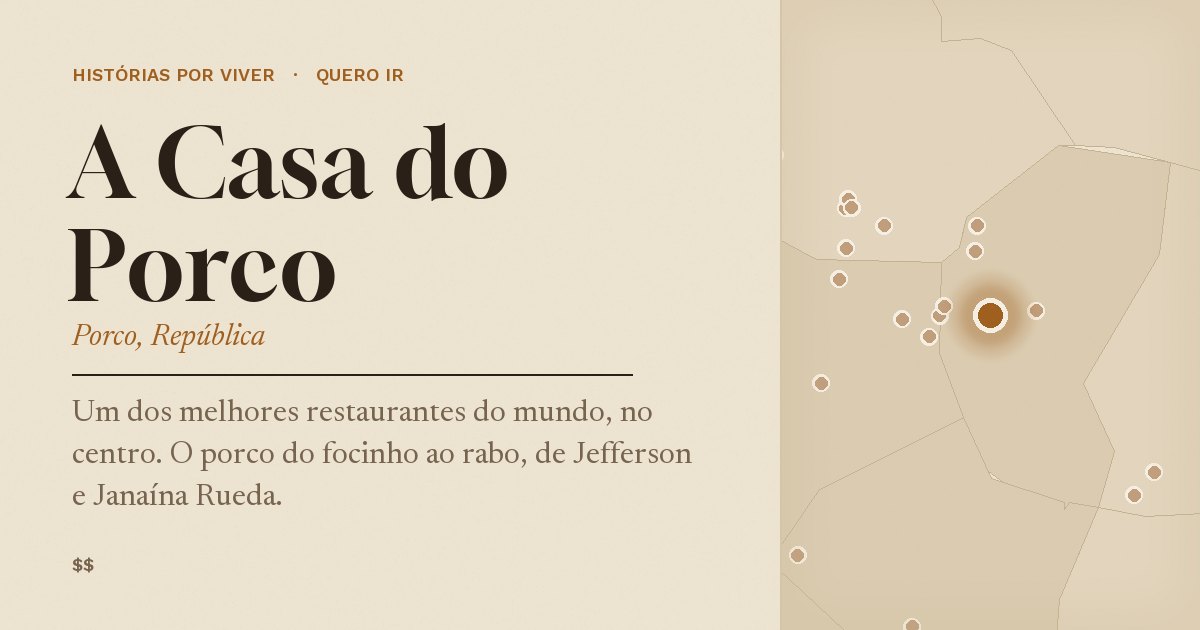 HISTÓRIAS POR VIVER · QUERO IR
A Casa do
Porco
Porco, República
Um dos melhores restaurantes do mundo, no
centro. O porco do focinho ao rabo, de Jefferson
e Janaína Rueda.
$$